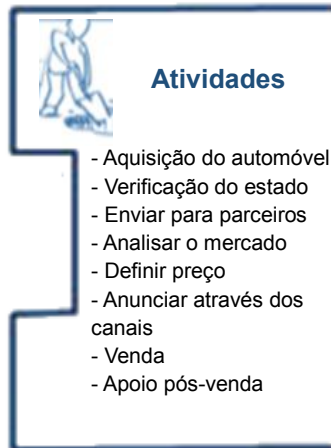 Atividades
- Aquisição do automóvel
- Verificação do estado
- Enviar para parceiros
- Analisar o mercado
- Definir preço
- Anunciar através dos
canais
- Venda
- Apoio pós-venda